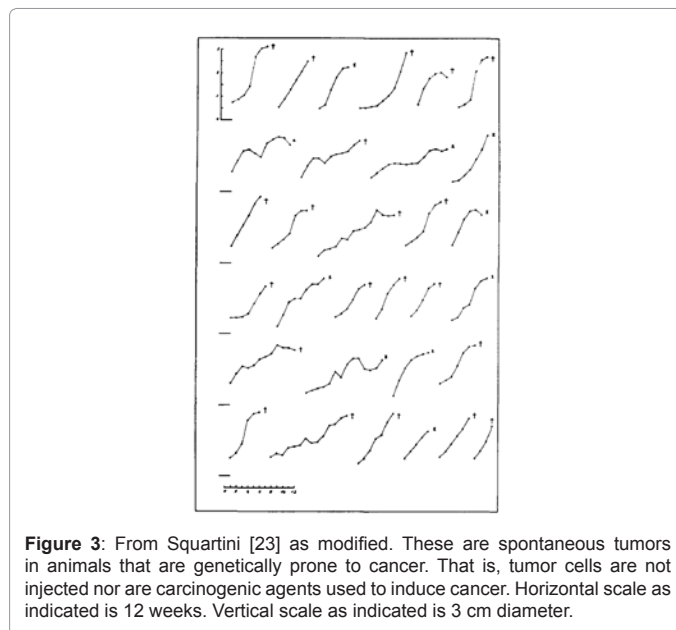 Figure 3: From Squartini [23] as modified. These are spontaneous tumors
in animals that are genetically prone to cancer. That is, tumor cells are not
injected nor are carcinogenic agents used to induce cancer. Horizontal scale as
indicated is 12 weeks. Vertical scale as indicated is 3 cm diameter.